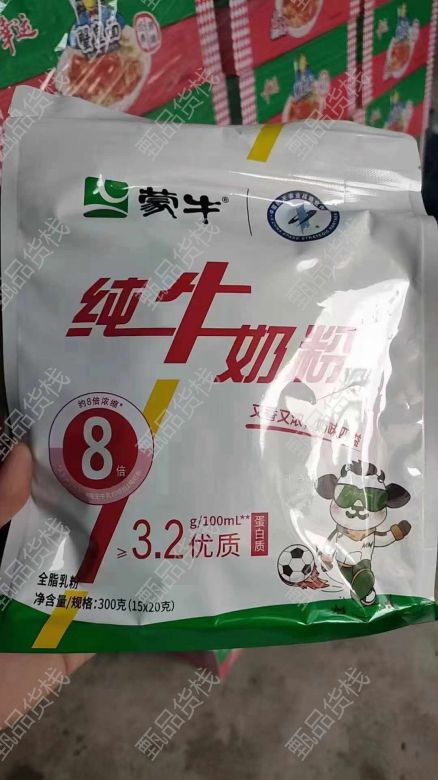 蒙牛®
纯牛奶粉
约8倍浓缩*
8
倍
又香又浓
≥3.2 g/100mL** 优质 蛋白质
全脂乳粉
净含量/规格:300克(15x20克)
甄品货栈